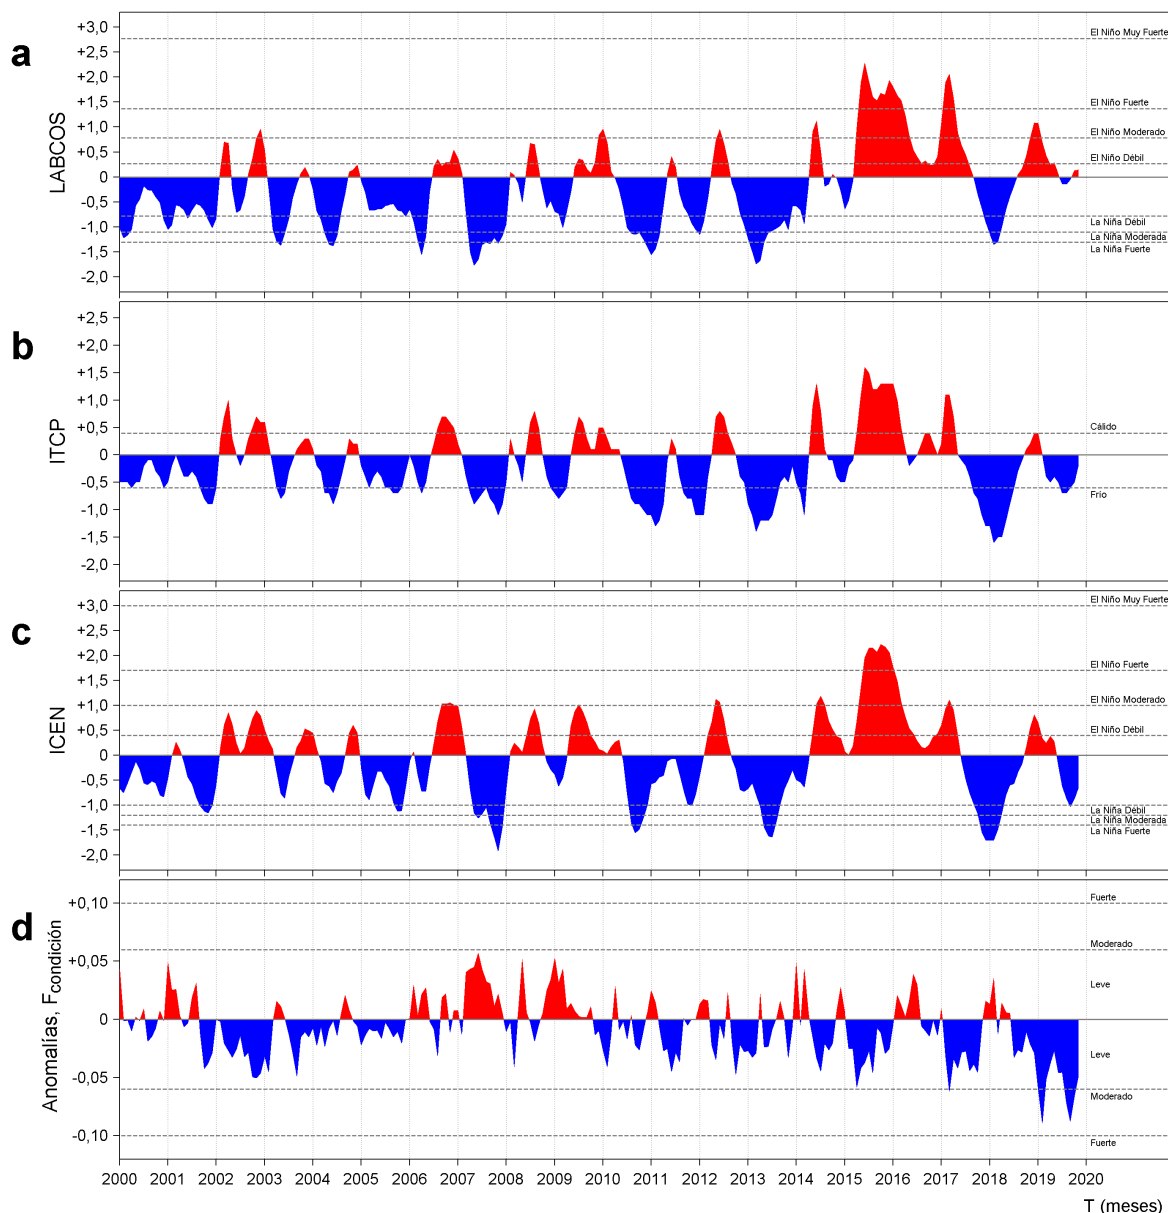 a
LABCOS
+3,0
+2,5
+2,0
+1,5
+1,0
+0,5
0
-0,5
-1,0
-1,5
-2,0
El Niño Muy Fuerte
El Niño Fuerte
El Niño Moderado
El Niño Débil
La Niña Débil
La Niña Moderada
La Niña Fuerte
b
ITCP
+2,5
+2,0
+1,5
+1,0
+0,5
0
-0,5
-1,0
-1,5
-2,0
Cálido
Frio
c
ICEN
+3,0
+2,5
+2,0
+1,5
+1,0
+0,5
0
-0,5
-1,0
-1,5
-2,0
El Niño Muy Fuerte
El Niño Fuerte
El Niño Moderado
El Niño Débil
La Niña Débil
La Niña Moderada
La Niña Fuerte
d
Anomalías, Fcondición
+0,10
+0,05
0
-0,05
-0,10
Fuerte
Moderado
Leve
Leve
Moderado
Fuerte
2000 2001 2002 2003 2004 2005 2006 2007 2008 2009 2010 2011 2012 2013 2014 2015 2016 2017 2018 2019 2020
T (meses)